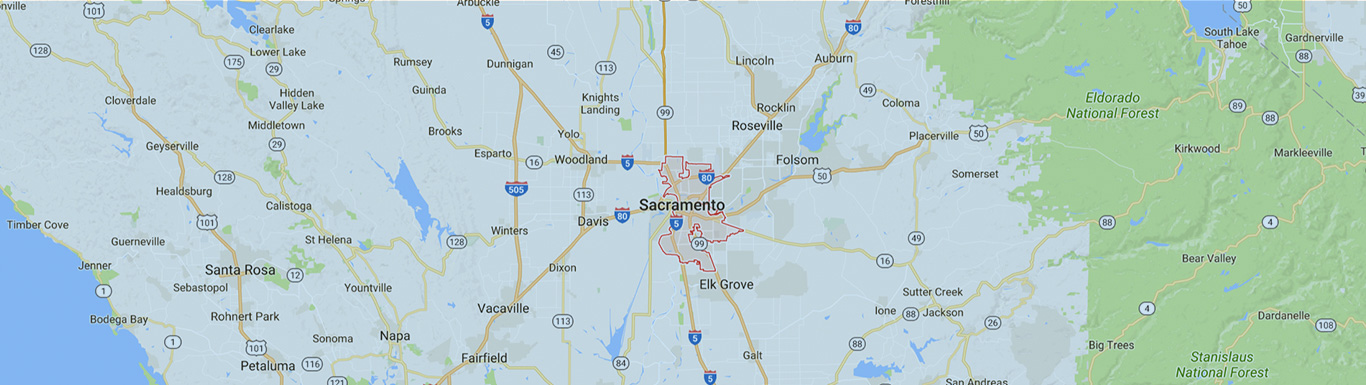 onville
101
Springs
Arbuckle
5
Foresthill
50
80
128
Clearlake
Lower Lake
175
29
Rumsey
Dunnigan
45
113
Lincoln
Auburn
South Lake
Tahoe
Gardnerville
88
Cloverdale
Hidden
Valley Lake
Guinda
Knights
Landing
99
Rocklin
49
Coloma
Eldorado
National Forest
89
88
395
Middletown
29
Brooks
Yolo
Roseville
Placerville
50
Geyserville
Esparto
16
Woodland
5
Folsom
50
Kirkwood
Markleeville
T
128
80
Somerset
Healdsburg
505
113
Calistoga
Sacramento
Timber Cove
101
Winters
Davis
80
5
88
4
Guerneville
St Helena
128
99
49
Jenner
Santa Rosa
12
Dixon
16
Bear Valley
1
Sebastopol
Yountville
Elk Grove
Sutter Creek
Bodega Bay
Rohnert Park
Vacaville
113
Ione
88
Jackson
26
4
Dardanelle
108
1
101
Sonoma
Napa
5
88
Big Trees
Petaluma
116
Fairfield
84
Galt
Stanislaus
National Forest
121
5
San Andreas